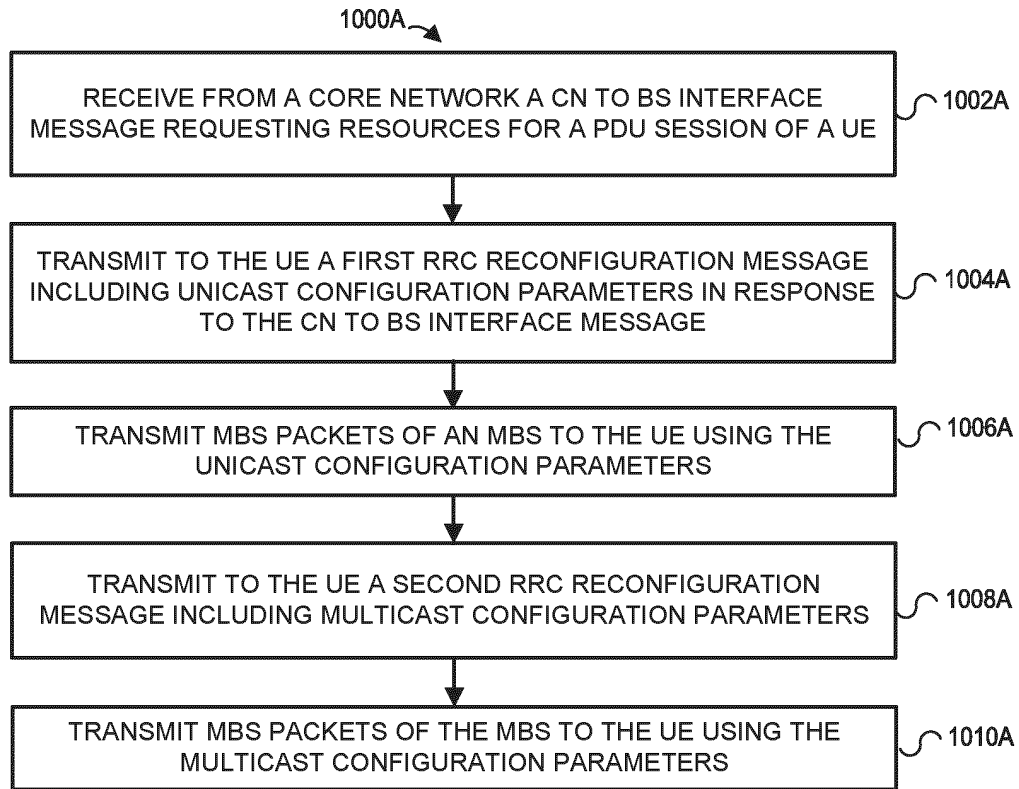 1000A
RECEIVE FROM A CORE NETWORK A CN TO BS INTERFACE
MESSAGE REQUESTING RESOURCES FOR A PDU SESSION OF A UE
1002A
TRANSMIT TO THE UE A FIRST RRC RECONFIGURATION MESSAGE
INCLUDING UNICAST CONFIGURATION PARAMETERS IN RESPONSE
TO THE CN TO BS INTERFACE MESSAGE
1004A
TRANSMIT MBS PACKETS OF AN MBS TO THE UE USING THE
UNICAST CONFIGURATION PARAMETERS
1006A
TRANSMIT TO THE UE A SECOND RRC RECONFIGURATION
MESSAGE INCLUDING MULTICAST CONFIGURATION PARAMETERS
1008A
TRANSMIT MBS PACKETS OF THE MBS TO THE UE USING THE
MULTICAST CONFIGURATION PARAMETERS
1010A